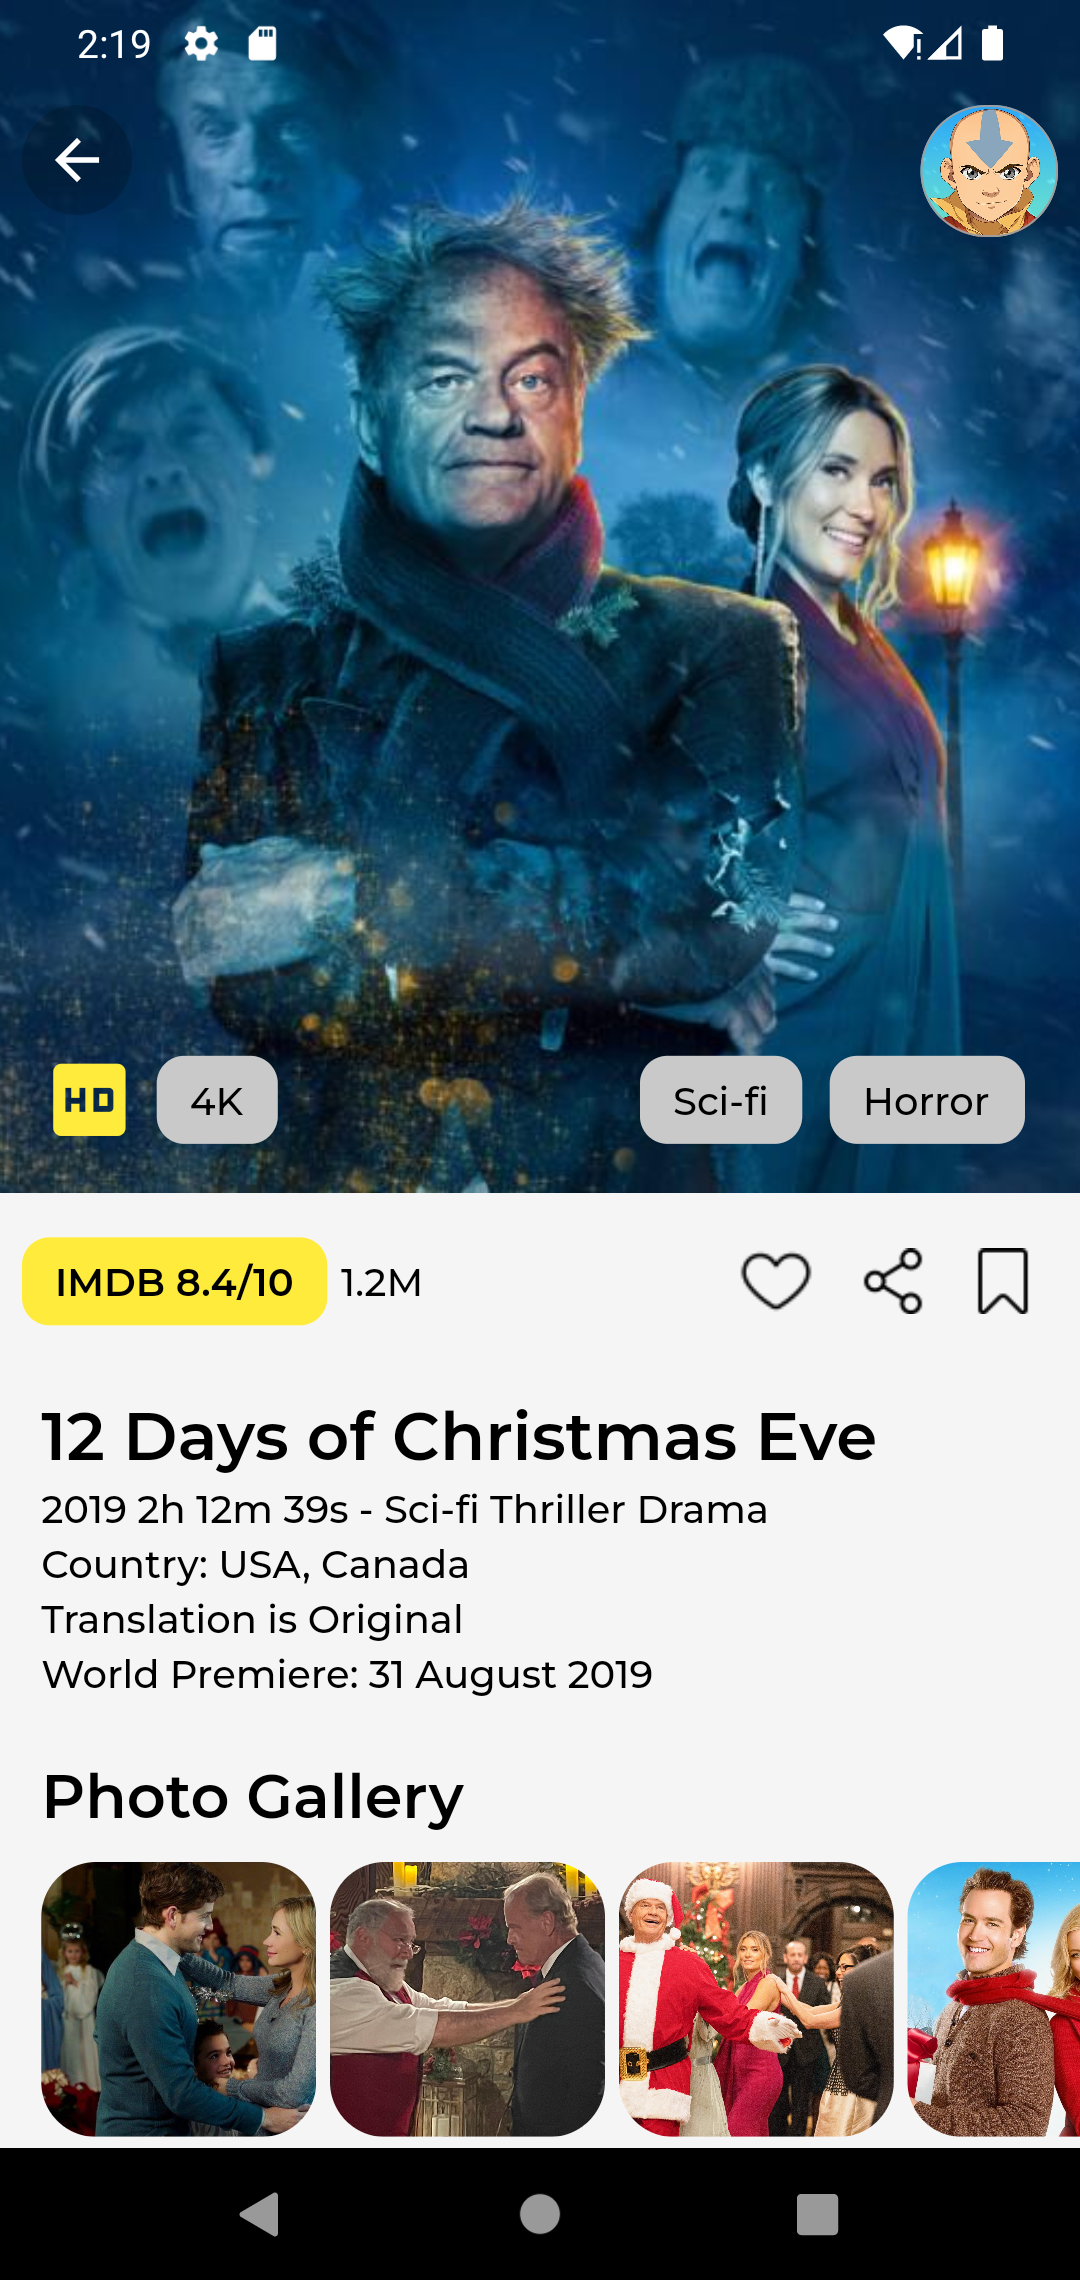 2:19
HD
4K
Sci-fi
Horror
IMDB 8.4/10
1.2M
12 Days of Christmas Eve
2019 2h 12m 39s - Sci-fi Thriller Drama
Country: USA, Canada
Translation is Original
World Premiere: 31 August 2019
Photo Gallery